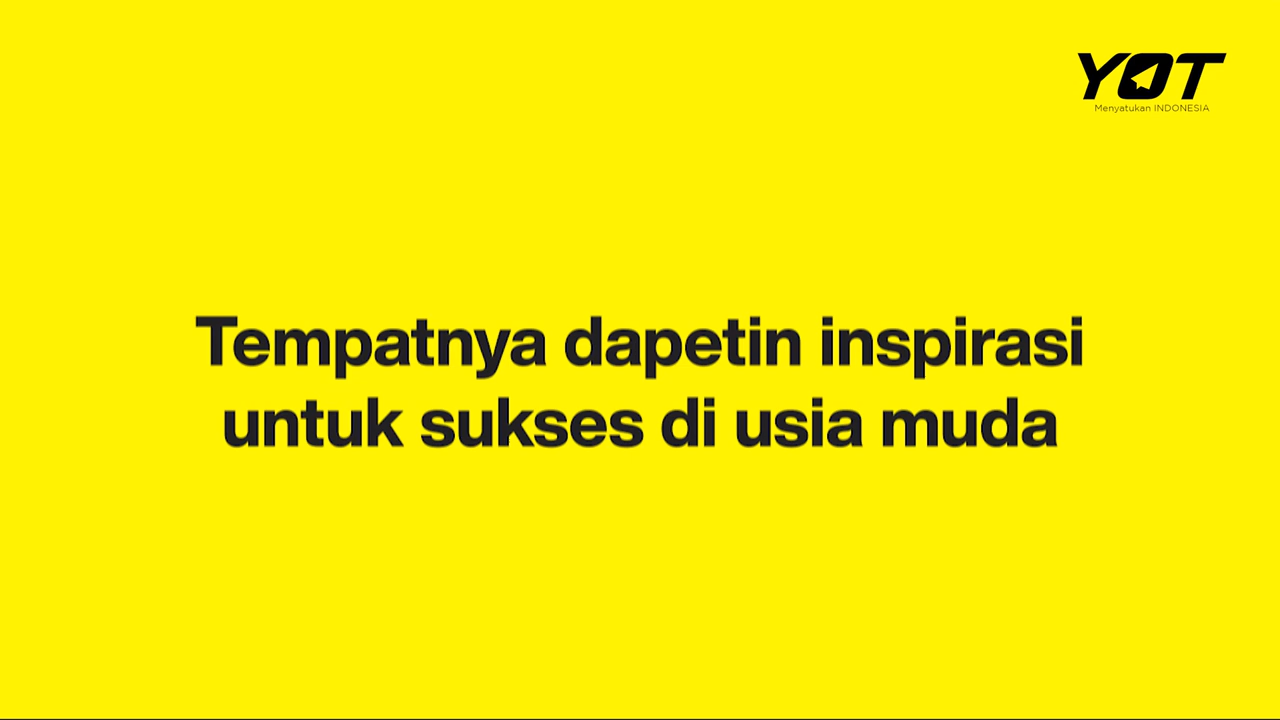 YOT
Menyatukan INDONESIA
Tempatnya dapetin inspirasi
untuk sukses di usia muda